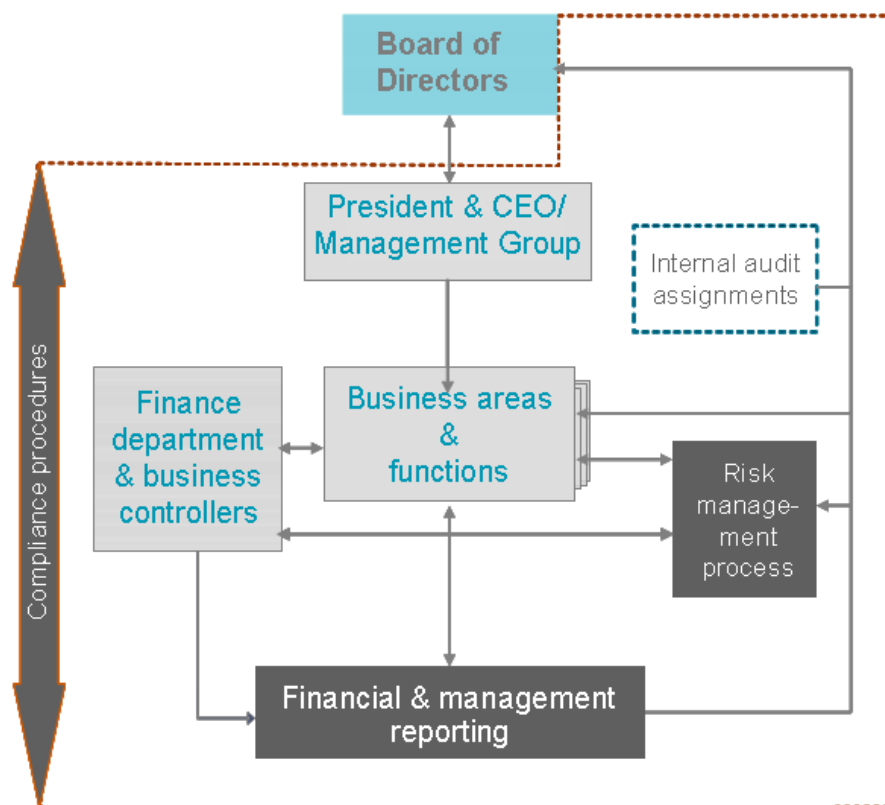 Board of
Directors
President & CEO/
Management Group
Internal audit
assignments
Compliance procedures
Finance
department
& business
controllers
Business areas
&
functions
Risk
manage-
ment
process
Financial & management
reporting